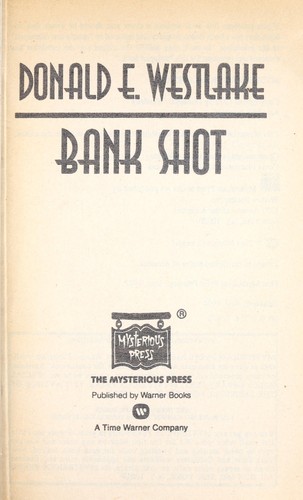 DONALD E. WESTLAKE
BANK SHOT
®
MYSTERIOUS
PRESS
THE MYSTERIOUS PRESS
Published by Warner Books
W
A Time Warner Company